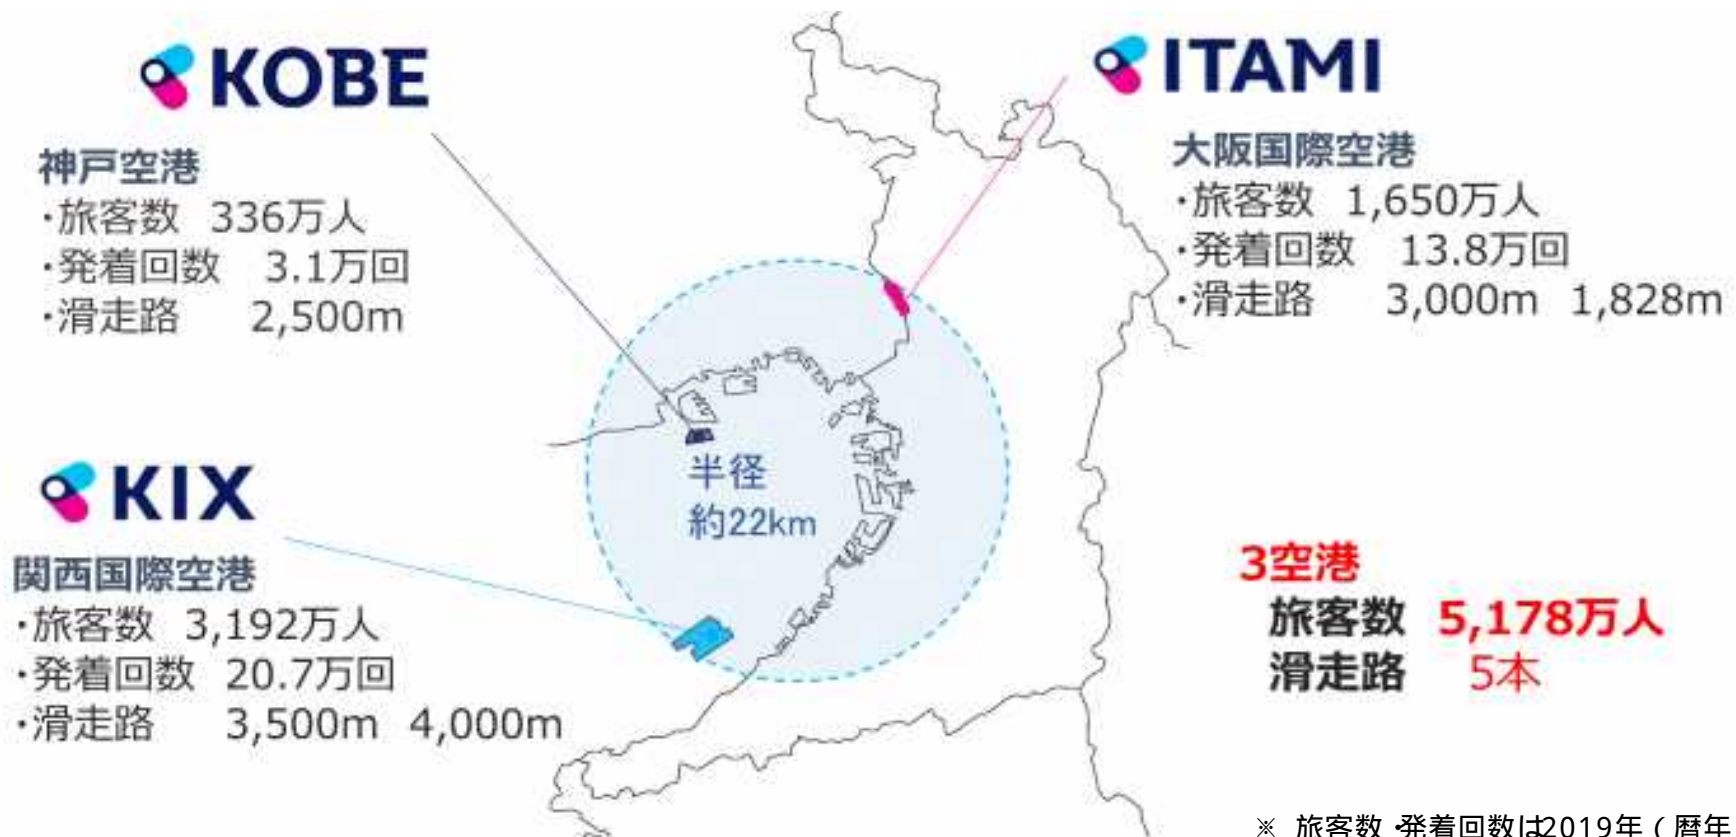 KOBE
神戸空港
・旅客数 336万人
・発着回数 3.1万回
・滑走路 2,500m
ITAMI
大阪国際空港
・旅客数 1,650万人
・発着回数 13.8万回
・滑走路 3,000m 1,828m
半径
約22km
KIX
関西国際空港
・旅客数 3,192万人
・発着回数 20.7万回
・滑走路 3,500m 4,000m
3空港
旅客数 5,178万人
滑走路 5本
※ 旅客数・発着回数は2019年(暦年